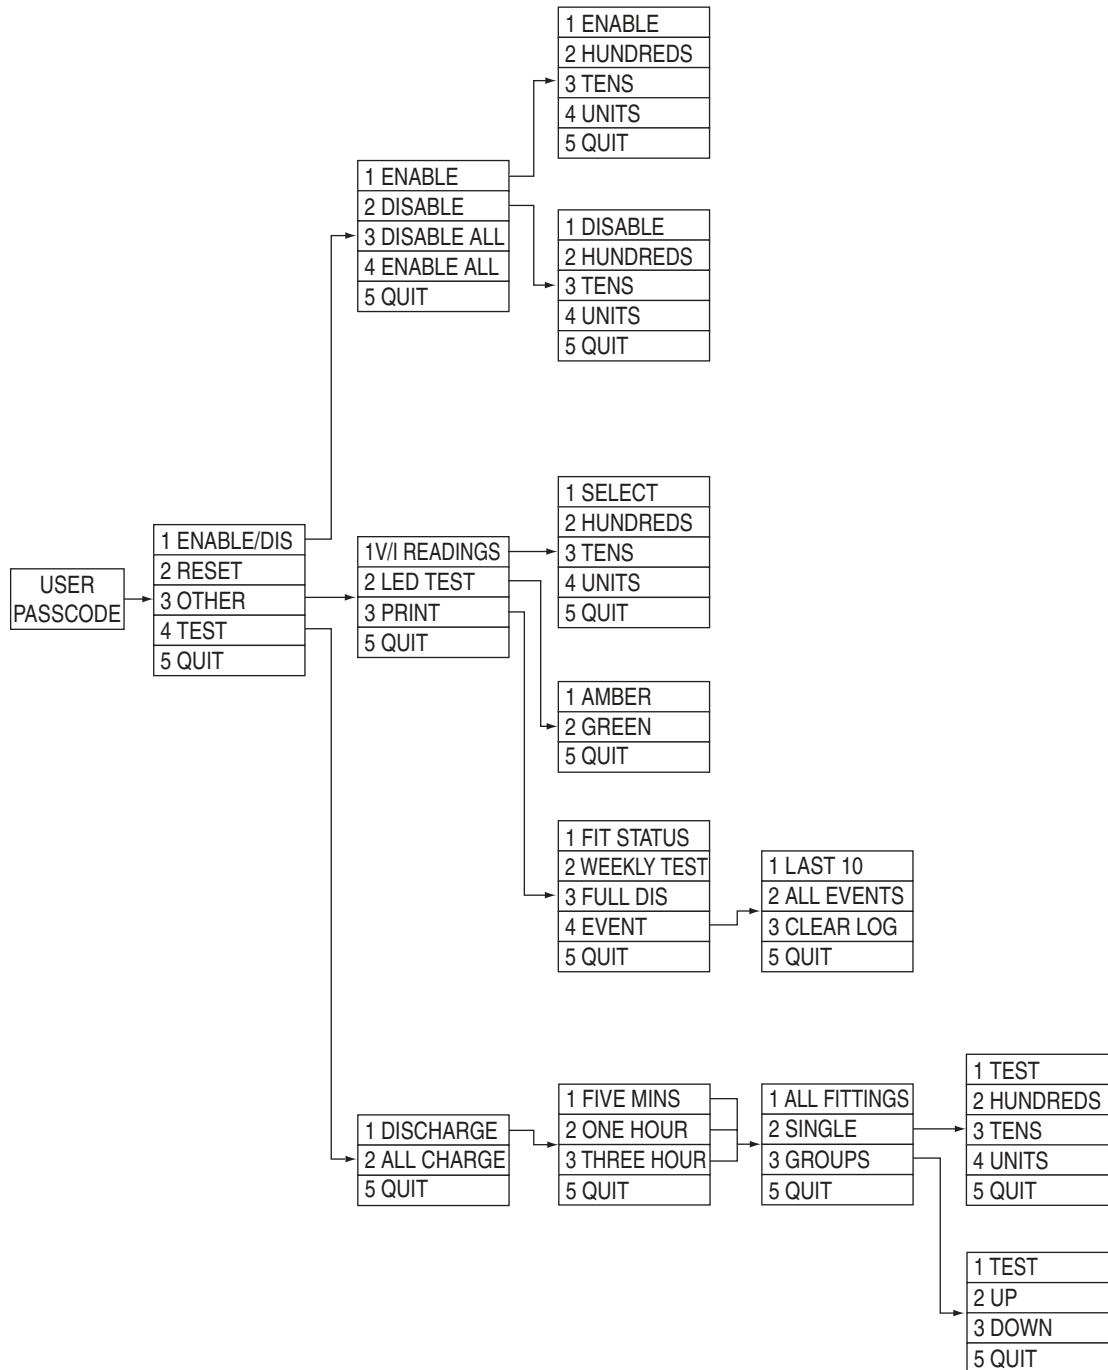 USER
PASSCODE
1 ENABLE/DIS
2 RESET
3 OTHER
4 TEST
5 QUIT
1 ENABLE
2 DISABLE
3 DISABLE ALL
4 ENABLE ALL
5 QUIT
1 ENABLE
2 HUNDREDS
3 TENS
4 UNITS
5 QUIT
1 DISABLE
2 HUNDREDS
3 TENS
4 UNITS
5 QUIT
1V/I READINGS
2 LED TEST
3 PRINT
5 QUIT
1 SELECT
2 HUNDREDS
3 TENS
4 UNITS
5 QUIT
1 AMBER
2 GREEN
5 QUIT
1 FIT STATUS
2 WEEKLY TEST
3 FULL DIS
4 EVENT
5 QUIT
1 LAST 10
2 ALL EVENTS
3 CLEAR LOG
5 QUIT
1 DISCHARGE
2 ALL CHARGE
5 QUIT
1 FIVE MINS
2 ONE HOUR
3 THREE HOUR
5 QUIT
1 ALL FITTINGS
2 SINGLE
3 GROUPS
5 QUIT
1 TEST
2 HUNDREDS
3 TENS
4 UNITS
5 QUIT
1 TEST
2 UP
3 DOWN
5 QUIT